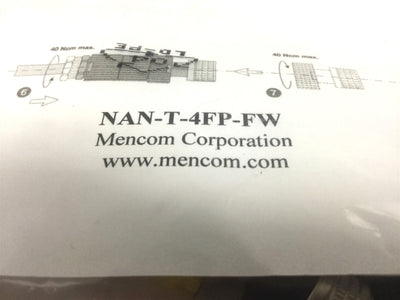 40 Nom max.
40 Nom max.
6
7
NAN-T-4FP-FW
Mencom Corporation
www.mencom.com